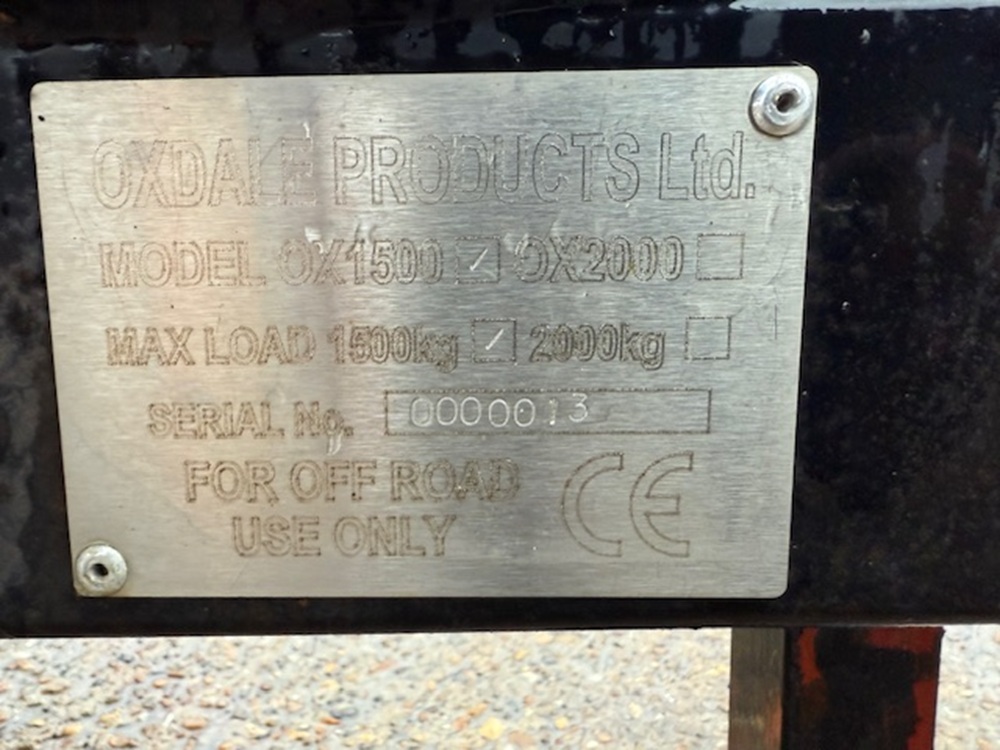 OXDALE PRODUCTS Ltd.
MODEL OX1500 ✓ OX2000 ☐
MAX LOAD 1500kg ✓ 2000kg ☐
SERIAL No. 0000013
FOR OFF ROAD
USE ONLY
CE